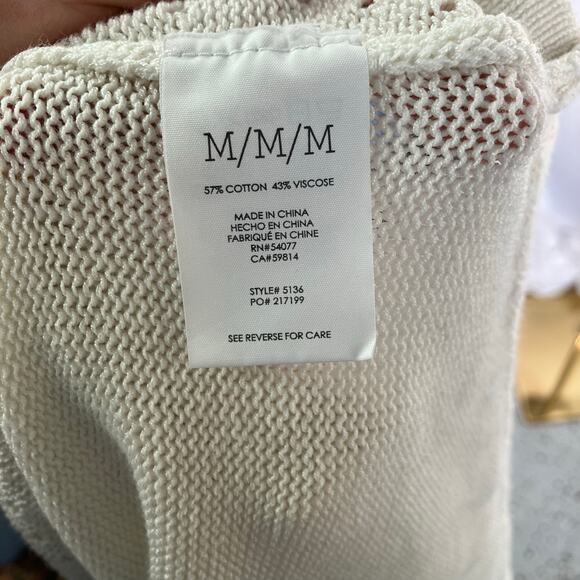 M/M/M
57% COTTON 43% VISCOSE
MADE IN CHINA
HECHO EN CHINA
FABRIQUÉ EN CHINE
RN#54077
CA#59814
STYLE# 5136
PO# 217199
SEE REVERSE FOR CARE